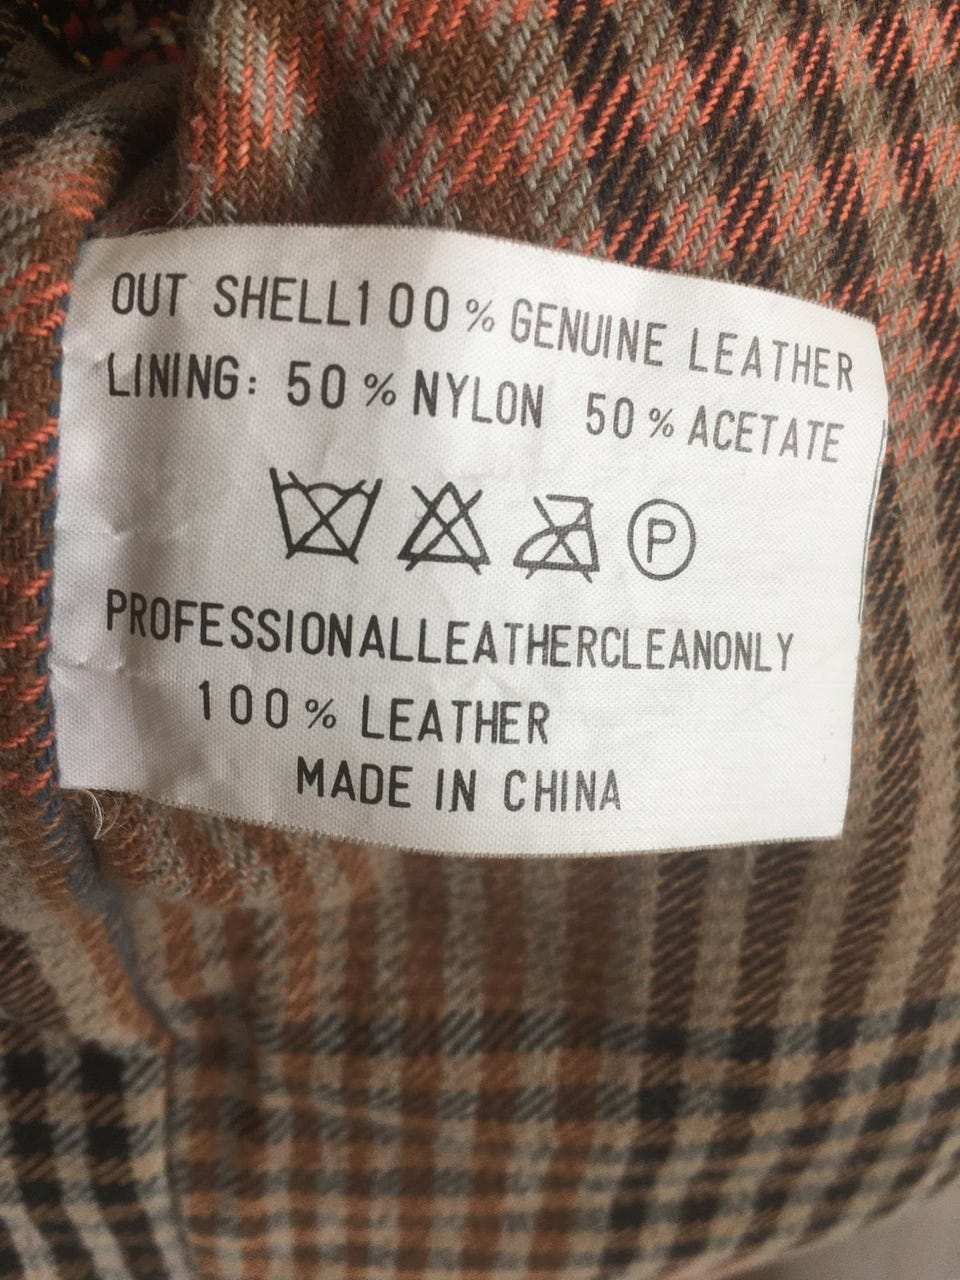 OUT SHELL100% GENUINE LEATHER
LINING: 50% NYLON 50% ACETATE
P
PROFESSIONALLEATHERCLEANONLY
100% LEATHER
MADE IN CHINA